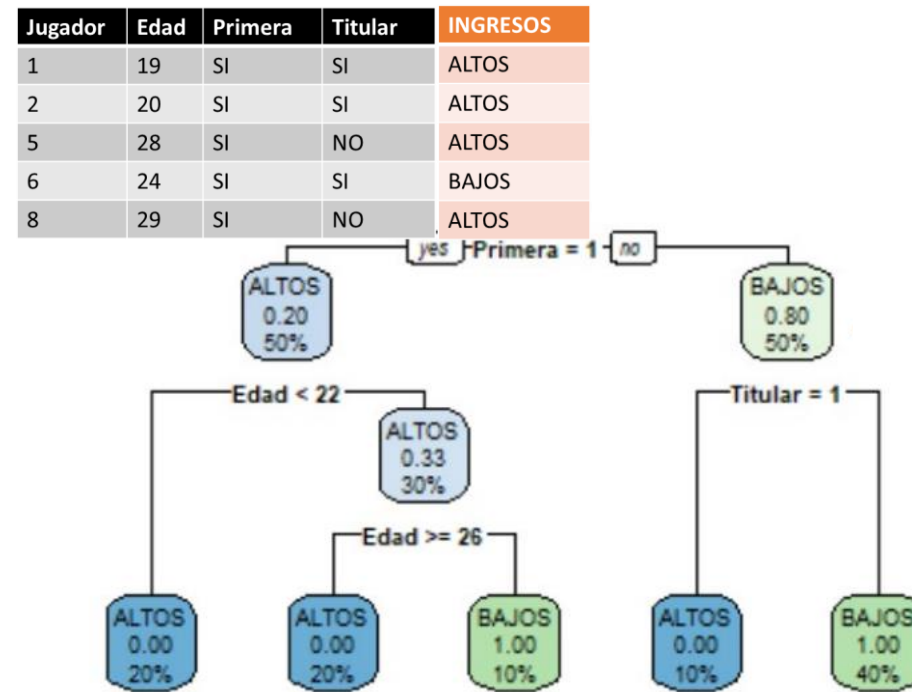 Jugador Edad Primera Titular INGRESOS
1 19 SI SI ALTOS
2 20 SI SI ALTOS
5 28 SI NO ALTOS
6 24 SI SI BAJOS
8 29 SI NO ALTOS
yes Primera = 1 no
ALTOS BAJOS
0.20 0.80
50% 50%
Edad < 22 Titular = 1
ALTOS
0.33
30%
Edad >= 26
ALTOS ALTOS BAJOS ALTOS BAJOS
0.00 0.00 1.00 0.00 1.00
20% 20% 10% 10% 40%